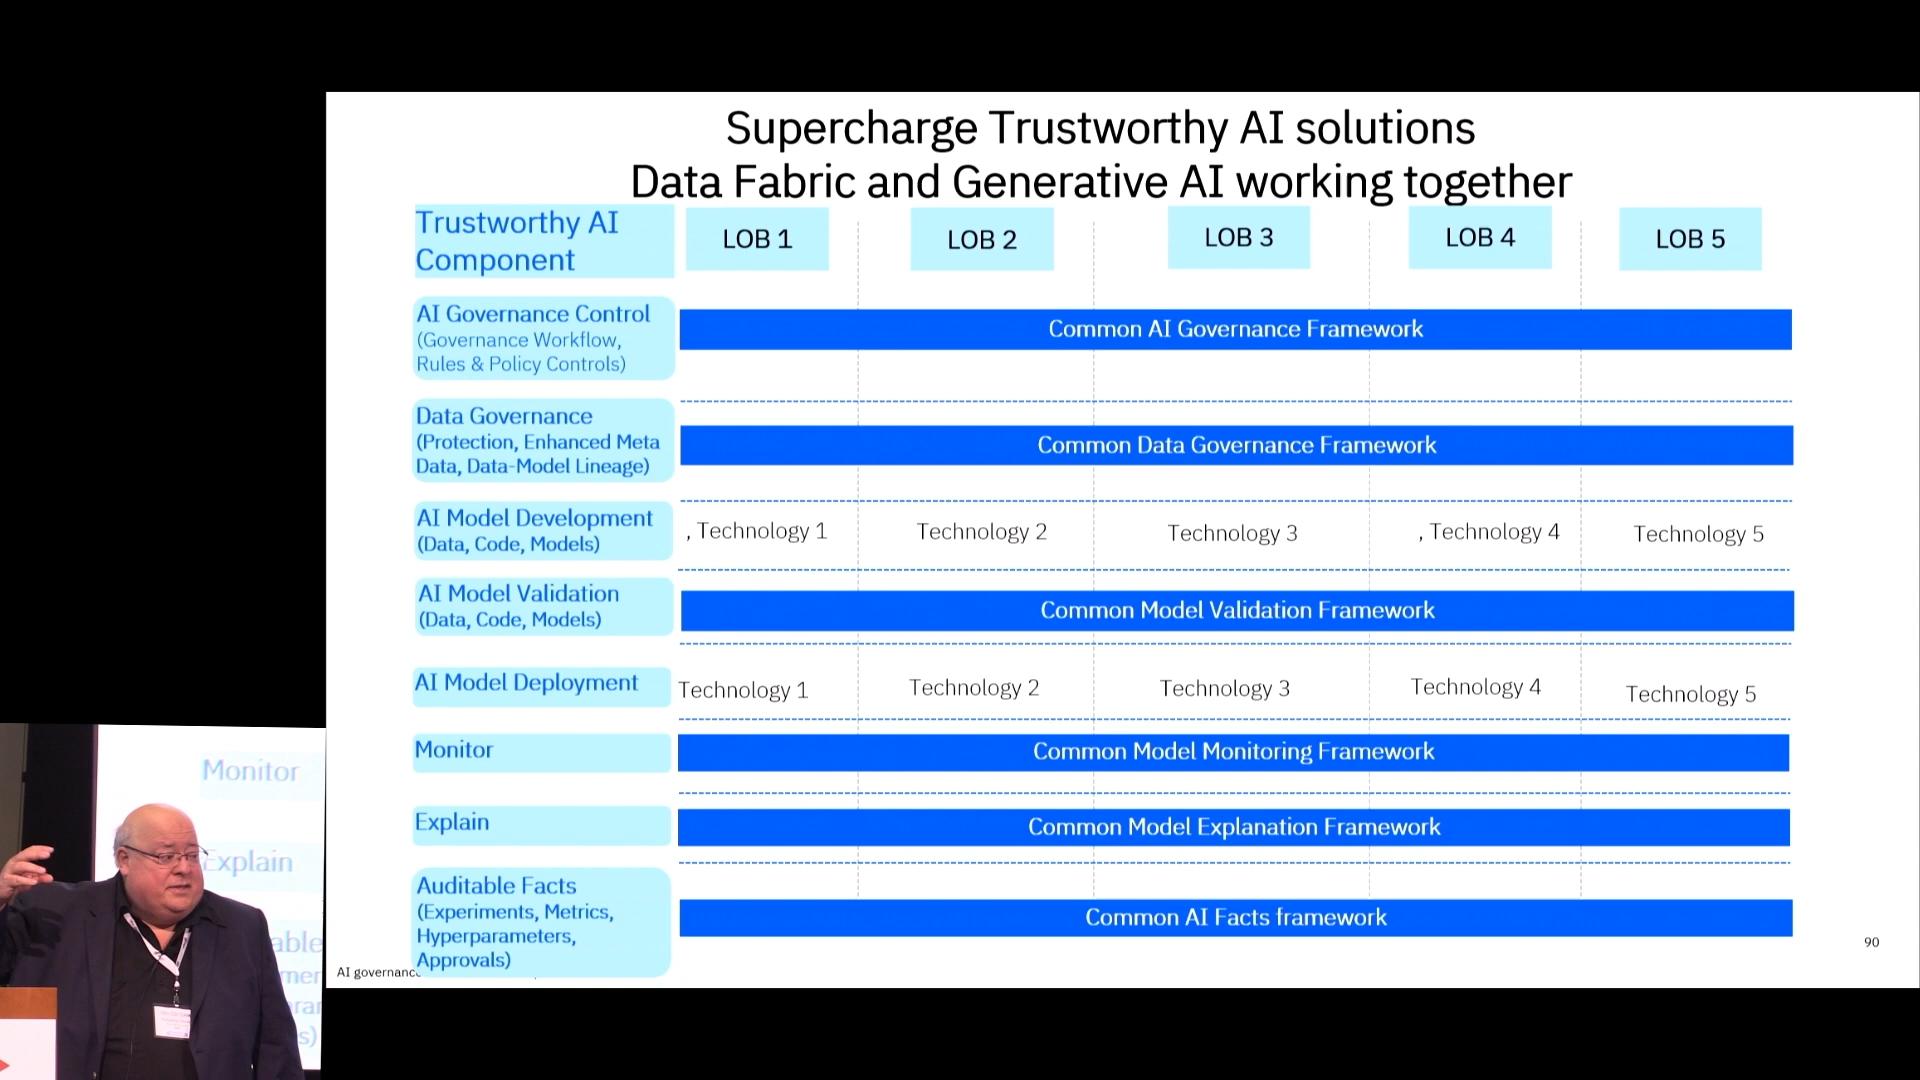 Supercharge Trustworthy AI solutions
Data Fabric and Generative AI working together
Trustworthy AI
Component
LOB 1
LOB 2
LOB 3
LOB 4
LOB 5
AI Governance Control
(Governance Workflow,
Rules & Policy Controls)
Common AI Governance Framework
Data Governance
(Protection, Enhanced Meta
Data, Data-Model Lineage)
Common Data Governance Framework
AI Model Development
(Data, Code, Models)
, Technology 1
Technology 2
Technology 3
, Technology 4
Technology 5
AI Model Validation
(Data, Code, Models)
Common Model Validation Framework
AI Model Deployment
Technology 1
Technology 2
Technology 3
Technology 4
Technology 5
Monitor
Common Model Monitoring Framework
Explain
Common Model Explanation Framework
Auditable Facts
(Experiments, Metrics,
Hyperparameters,
Approvals)
Common AI Facts framework
AI governanc
90
Monitor
Explain
able
mer
rar
s)